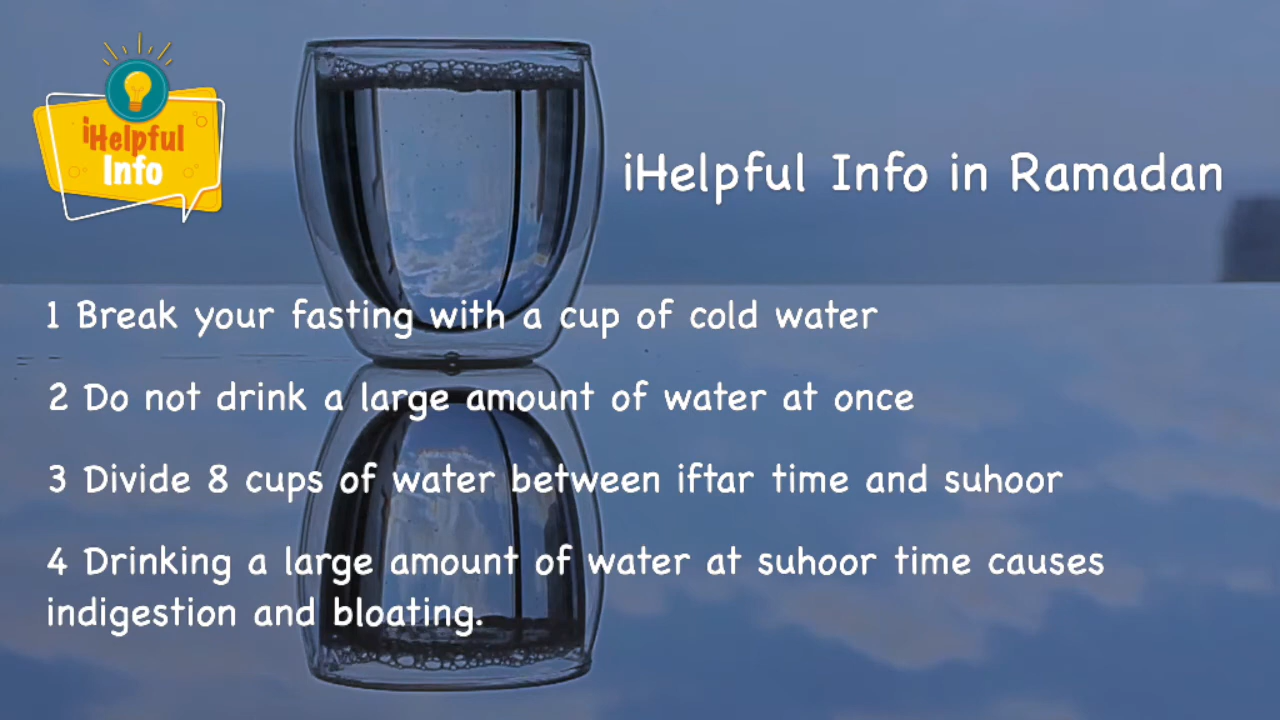 iHelpful
Info
iHelpful Info in Ramadan
1 Break your fasting with a cup of cold water
2 Do not drink a large amount of water at once
3 Divide 8 cups of water between iftar time and suhoor
4 Drinking a large amount of water at suhoor time causes
indigestion and bloating.